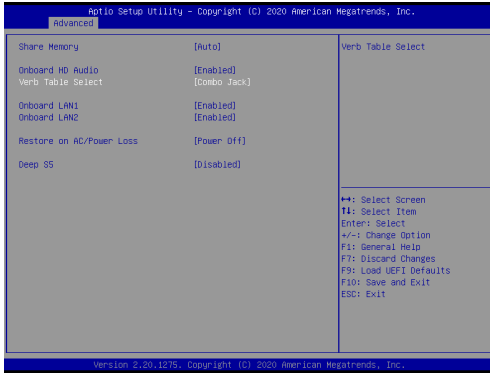 Aptio Setup Utility – Copyright (C) 2020 American Megatrends, Inc.
Advanced
Share Memory [Auto]
Onboard HD Audio [Enabled]
Verb Table Select [Combo Jack]
Onboard LAN1 [Enabled]
Onboard LAN2 [Enabled]
Restore on AC/Power Loss [Power Off]
Deep S5 [Disabled]
Verb Table Select
↔: Select Screen
↑↓: Select Item
Enter: Select
+/-: Change Option
F1: General Help
F7: Discard Changes
F9: Load UEFI Defaults
F10: Save and Exit
ESC: Exit
Version 2.20.1275. Copyright (C) 2020 American Megatrends, Inc.